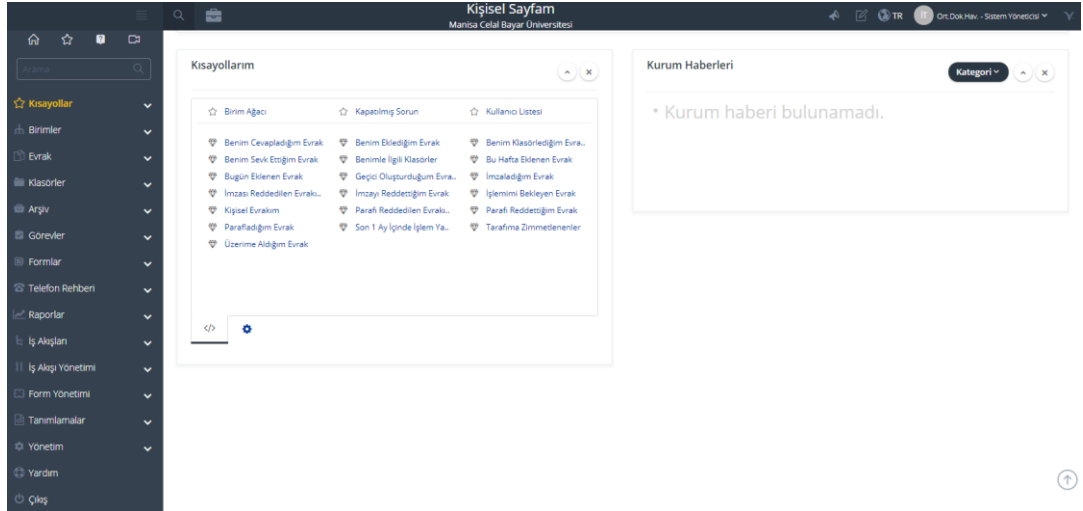 Kişisel Sayfam
Manisa Celal Bayar Üniversitesi
TR
IT
Ort.Dok.Hav. - Sistem Yöneticisi
Arama
Kısayollar
Birimler
Evrak
Klasörler
Arşiv
Görevler
Formlar
Telefon Rehberi
Raporlar
İş Akışları
İş Akışı Yönetimi
Form Yönetimi
Tanımlamalar
Yönetim
Yardım
Çıkış
Kısayollarım
Birim Ağacı Kapatılmış Sorun Kullanıcı Listesi
Benim Cevapladığım Evrak Benim Eklediğim Evrak Benim Klasörlediğim Evra..
Benim Sevk Ettiğim Evrak Benimle İlgili Klasörler Bu Hafta Eklenen Evrak
Bugün Eklenen Evrak Geçici Oluşturduğum Evra.. İmzaladığım Evrak
İmzası Reddedilen Evrakı.. İmzayı Reddettiğim Evrak İşlemimi Bekleyen Evrak
Kişisel Evrakım Parafı Reddedilen Evrakı.. Parafı Reddettiğim Evrak
Parafladığım Evrak Son 1 Ay İçinde İşlem Ya.. Tarafıma Zimmetlenenler
Üzerime Aldığım Evrak
</>
Kurum Haberleri
Kategori
• Kurum haberi bulunamadı.